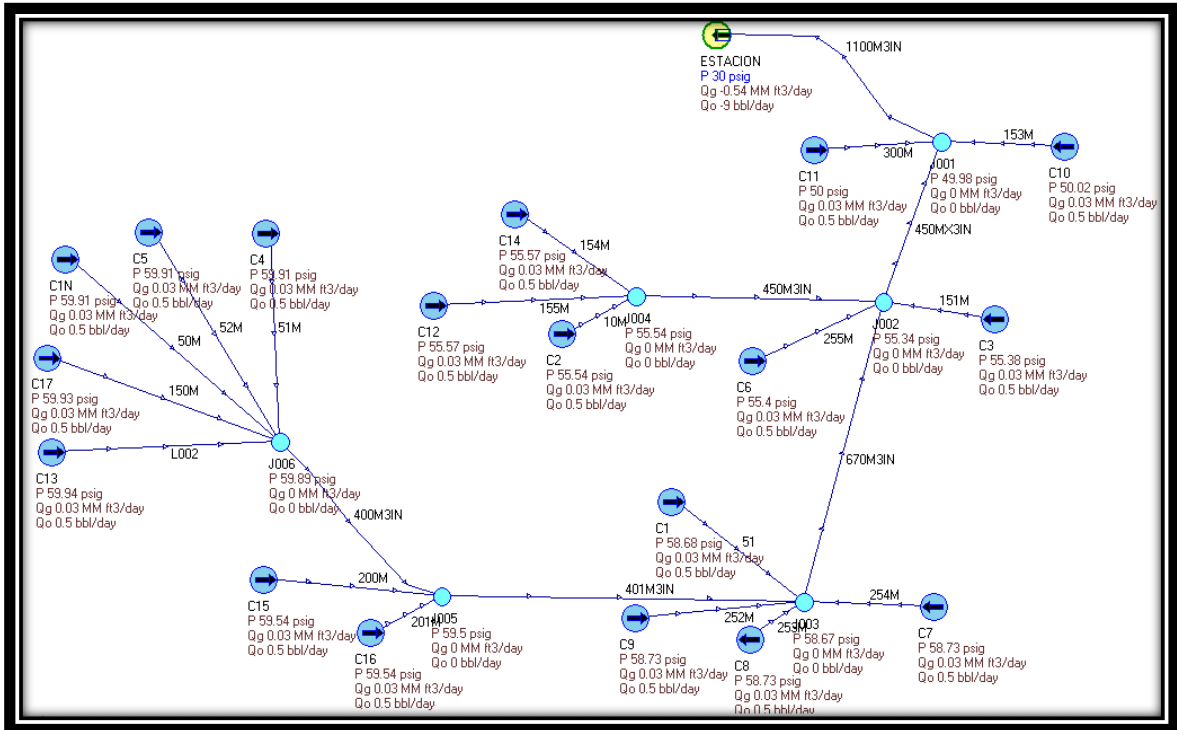 1100M3IN
ESTACION
P 30 psig
Qg -0.54 MM ft3/day
Qo -9 bbl/day
300M
C11
P 50 psig
Qg 0.03 MM ft3/day
Qo 0.5 bbl/day
153M
C10
P 50.02 psig
Qg 0.03 MM ft3/day
Qo 0.5 bbl/day
J001
P 49.98 psig
Qg 0 MM ft3/day
Qo 0 bbl/day
450MX3IN
C5
P 59.91 psig
Qg 0.03 MM ft3/day
Qo 0.5 bbl/day
52M
C4
P 59.91 psig
Qg 0.03 MM ft3/day
Qo 0.5 bbl/day
51M
C1N
P 59.91 psig
Qg 0.03 MM ft3/day
Qo 0.5 bbl/day
50M
C14
P 55.57 psig
Qg 0.03 MM ft3/day
Qo 0.5 bbl/day
154M
C12
P 55.57 psig
Qg 0.03 MM ft3/day
Qo 0.5 bbl/day
155M
C2
P 55.54 psig
Qg 0.03 MM ft3/day
Qo 0.5 bbl/day
10M
J004
P 55.54 psig
Qg 0 MM ft3/day
Qo 0 bbl/day
450M3IN
J002
P 55.34 psig
Qg 0 MM ft3/day
Qo 0 bbl/day
151M
C3
P 55.38 psig
Qg 0.03 MM ft3/day
Qo 0.5 bbl/day
255M
C6
P 55.4 psig
Qg 0.03 MM ft3/day
Qo 0.5 bbl/day
C17
P 59.93 psig
Qg 0.03 MM ft3/day
Qo 0.5 bbl/day
150M
C13
P 59.94 psig
Qg 0.03 MM ft3/day
Qo 0.5 bbl/day
L002
J006
P 59.89 psig
Qg 0 MM ft3/day
Qo 0 bbl/day
400M3IN
670M3IN
C1
P 58.68 psig
Qg 0.03 MM ft3/day
Qo 0.5 bbl/day
51
C15
P 59.54 psig
Qg 0.03 MM ft3/day
Qo 0.5 bbl/day
200M
C16
P 59.54 psig
Qg 0.03 MM ft3/day
Qo 0.5 bbl/day
201M
J005
P 59.5 psig
Qg 0 MM ft3/day
Qo 0 bbl/day
401M3IN
C9
P 58.73 psig
Qg 0.03 MM ft3/day
Qo 0.5 bbl/day
252M
C8
P 58.73 psig
Qg 0.03 MM ft3/day
Qo 0.5 bbl/day
253M
J003
P 58.67 psig
Qg 0 MM ft3/day
Qo 0 bbl/day
254M
C7
P 58.73 psig
Qg 0.03 MM ft3/day
Qo 0.5 bbl/day